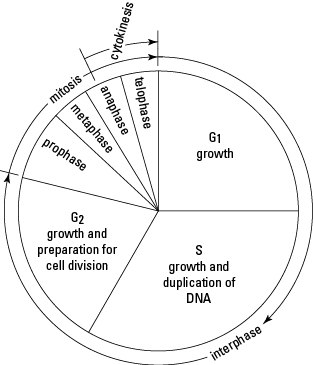 cytokinesis
mitosis
telophase
anaphase
metaphase
prophase
G1
growth
G2
growth and
preparation for
cell division
S
growth and
duplication of
DNA
interphase